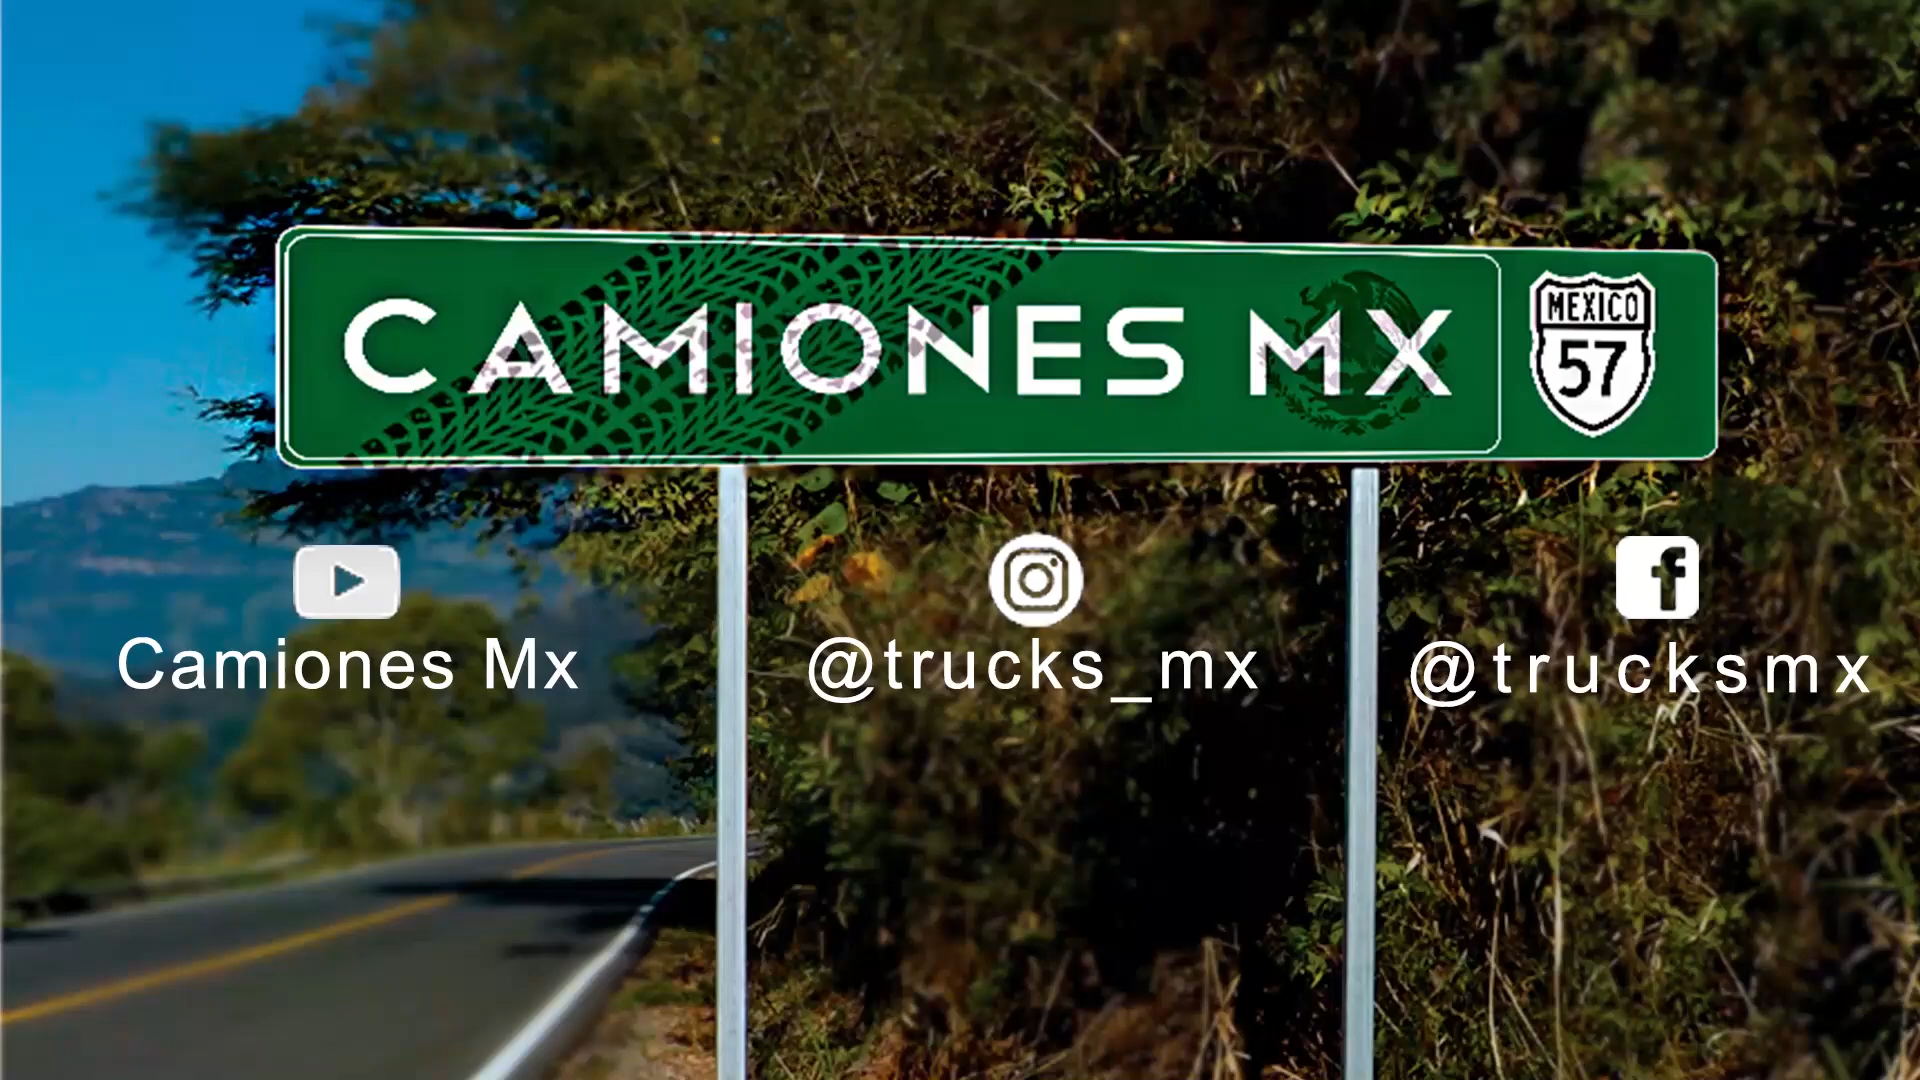 CAMIONES MX
MEXICO
57
Camiones Mx
@trucks_mx
@trucksmx